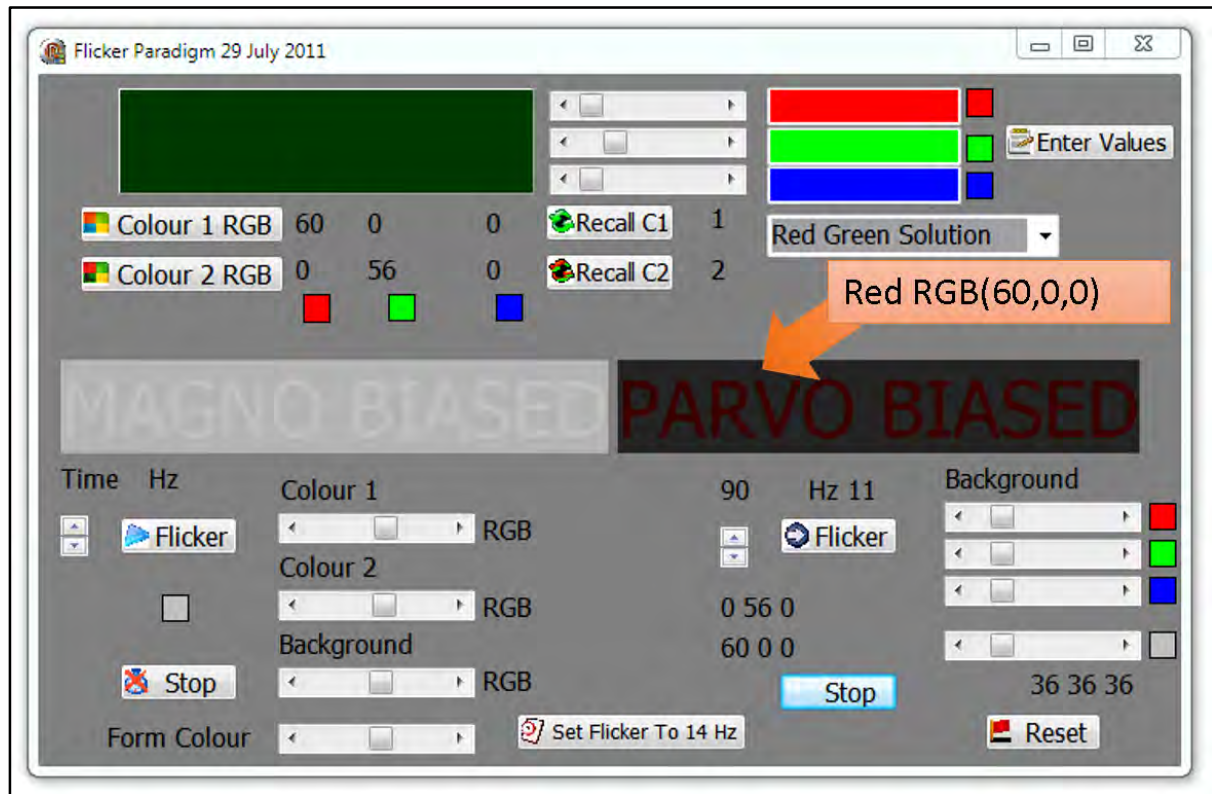 Flicker Paradigm 29 July 2011
Enter Values
Colour 1 RGB 60 0 0 Recall C1 1
Red Green Solution
Colour 2 RGB 0 56 0 Recall C2 2
Red RGB(60,0,0)
MAGNO BIASED PARVO BIASED
Time Hz
Colour 1
90 Hz 11
Background
Flicker
RGB
Flicker
Colour 2
RGB
0 56 0
Background
60 0 0
Stop
RGB
Stop
36 36 36
Form Colour
Set Flicker To 14 Hz
Reset